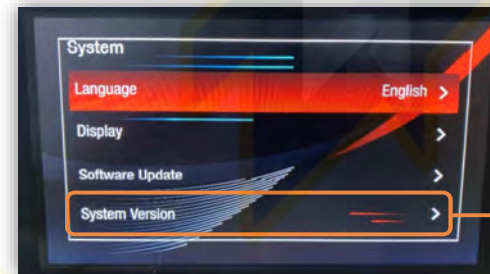 System
Language English >
Display >
Software Update >
System Version >